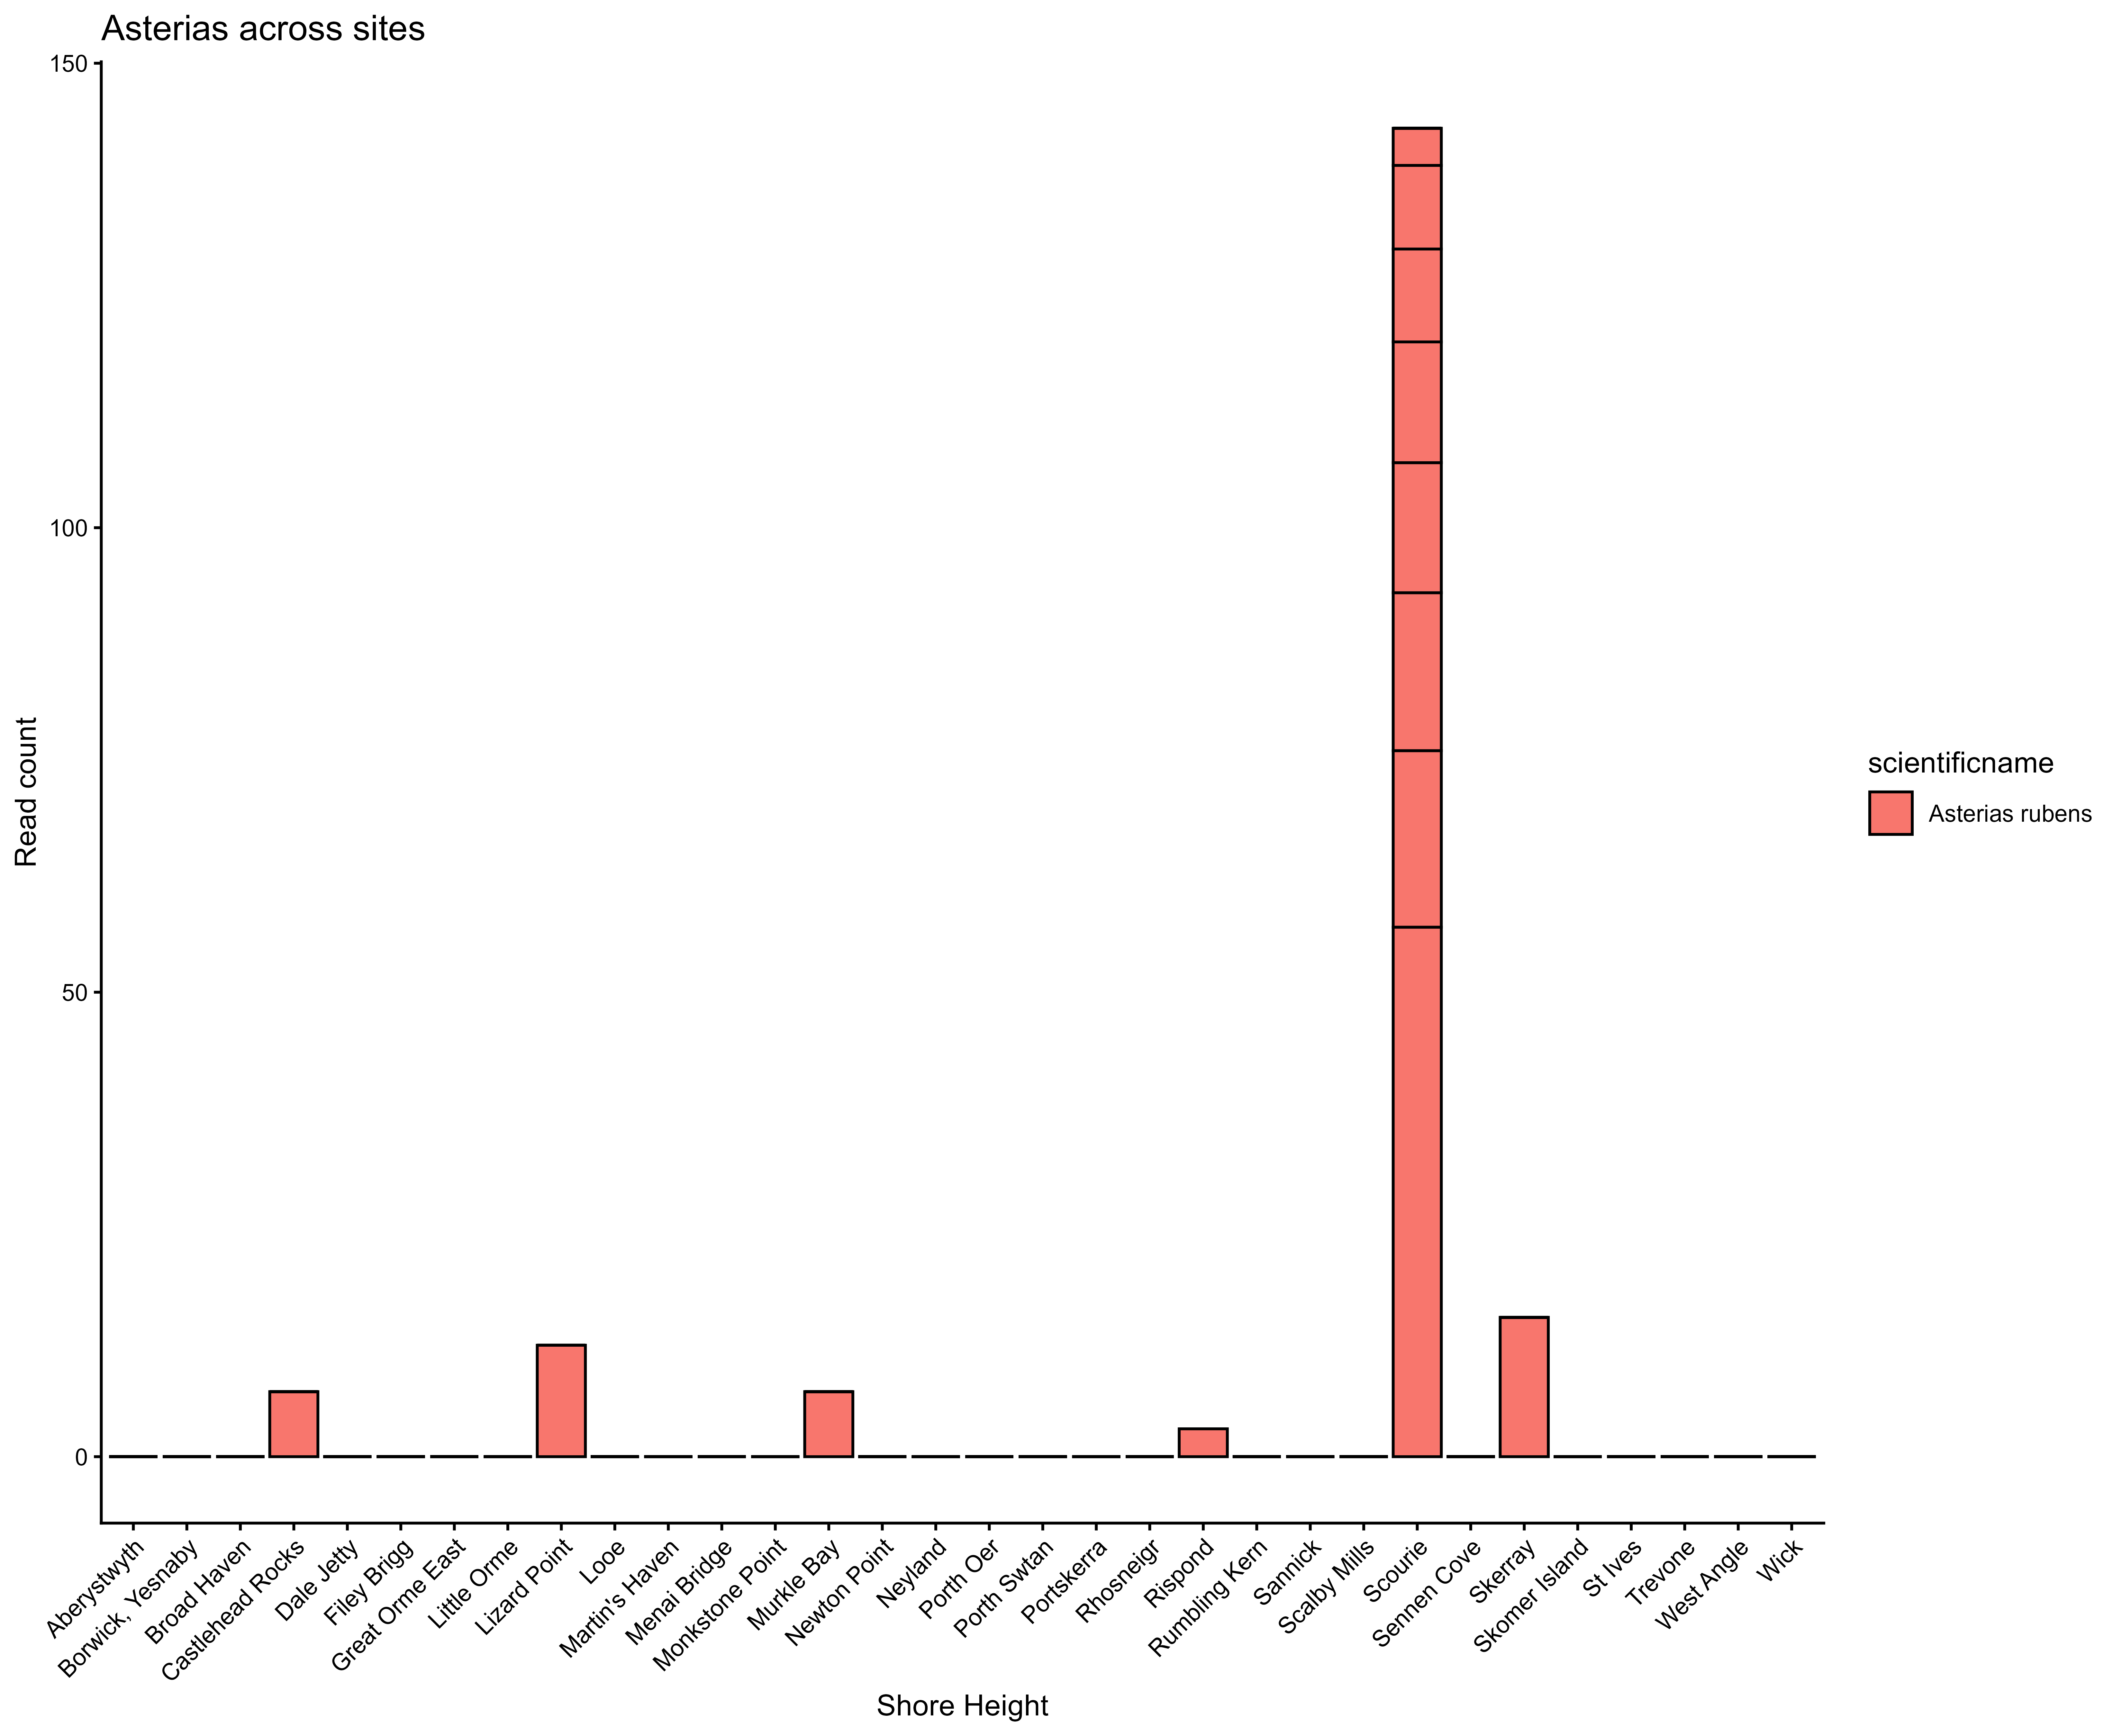 Asterias across sites
150
100
50
0
Read count
Aberystwyth
Borwick, Yesnaby
Broad Haven
Castlehead Rocks
Dale Jetty
Filey Brigg
Great Orme East
Little Orme
Lizard Point
Looe
Martin's Haven
Menai Bridge
Monkstone Point
Murkle Bay
Newton Point
Neyland
Porth Oer
Porth Swtan
Portskerra
Rhosneigr
Rispond
Rumbling Kern
Sannick
Scalby Mills
Scourie
Sennen Cove
Skerray
Skomer Island
St Ives
Trevone
West Angle
Wick
Shore Height
scientificname
Asterias rubens